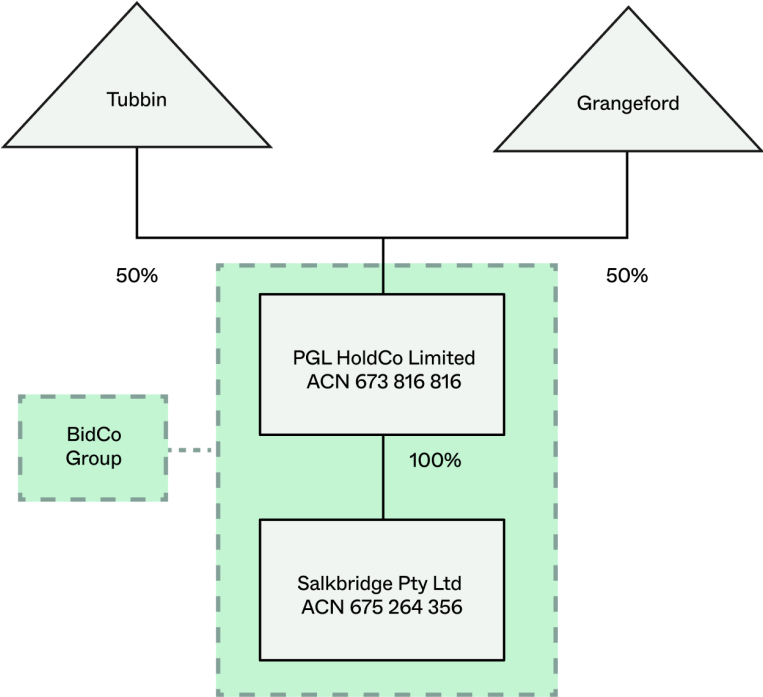 Tubbin
Grangeford
50%
50%
PGL HoldCo Limited
ACN 673 816 816
BidCo
Group
100%
Salkbridge Pty Ltd
ACN 675 264 356